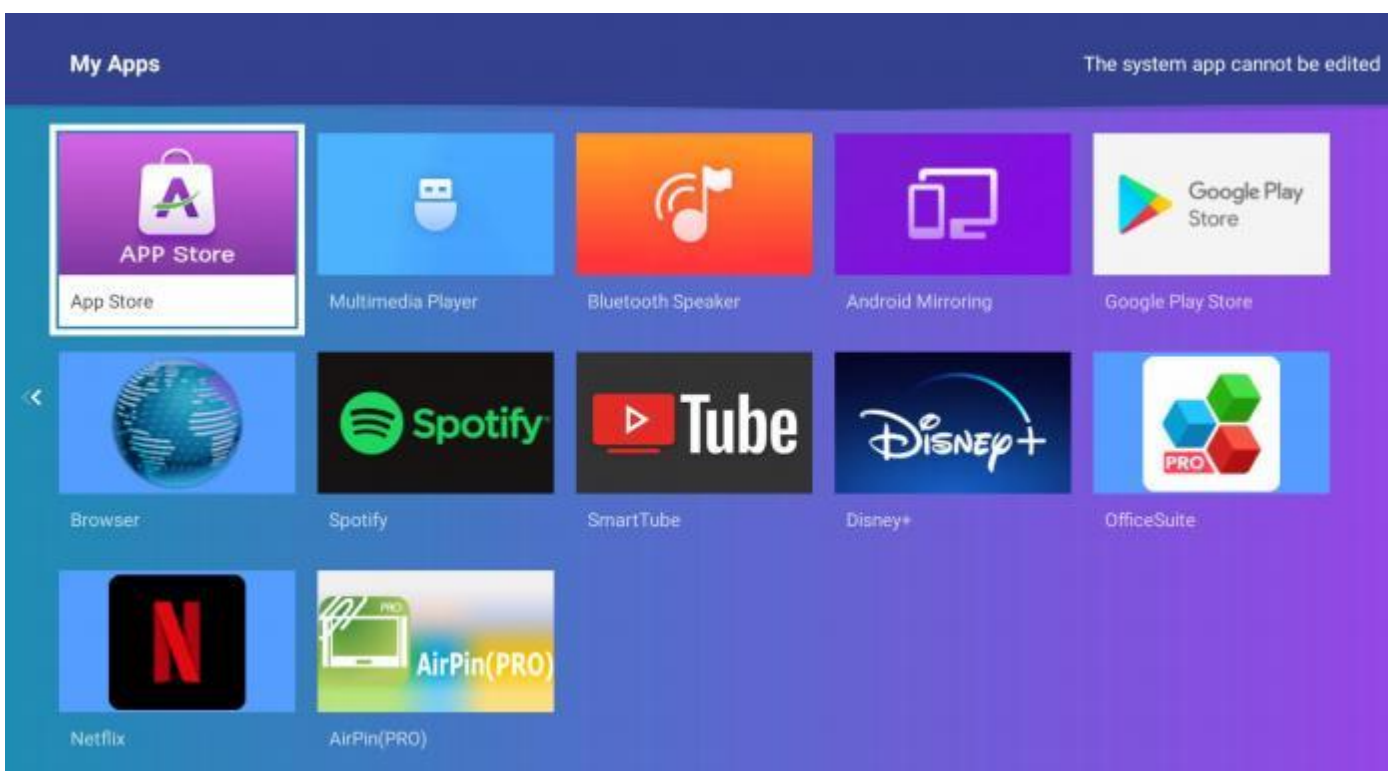 My Apps
The system app cannot be edited
A
APP Store
Google Play
Store
App Store
Multimedia Player
Bluetooth Speaker
Android Mirroring
Google Play Store
Spotify
Tube
Disney+
PRO
Browser
Spotify
SmartTube
Disney+
OfficeSuite
N
PRO
AirPin(PRO)
Netflix
AirPin(PRO)